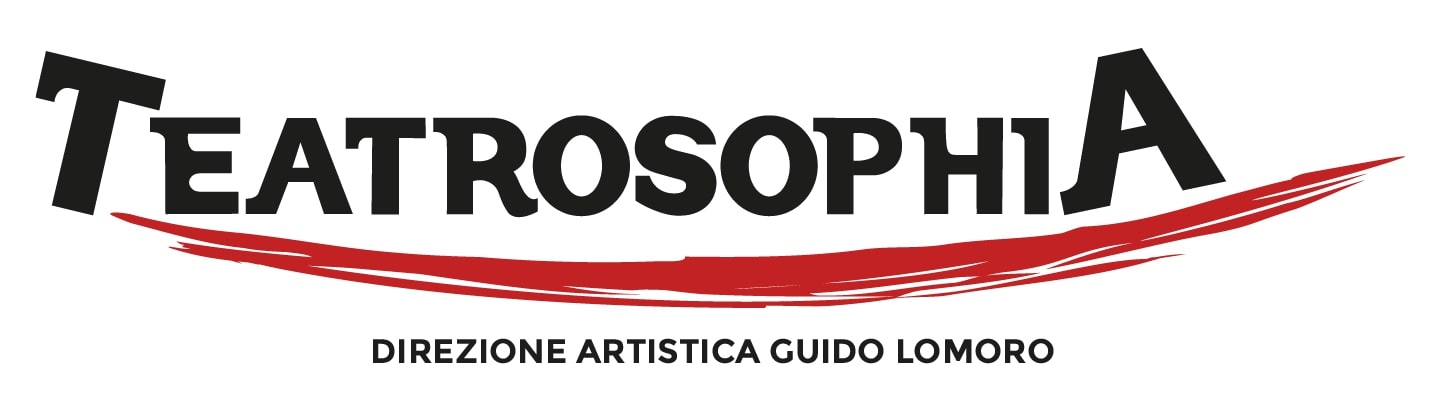 TEATROSOPHIA
DIREZIONE ARTISTICA GUIDO LOMORO